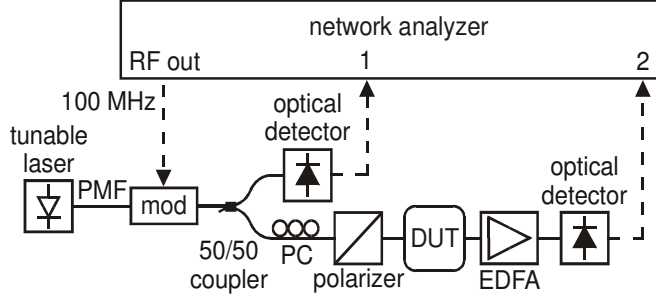 network analyzer
RF out
1
2
100 MHz
optical
detector
tunable
laser
PMF
mod
optical
detector
50/50
coupler
PC
polarizer
DUT
EDFA